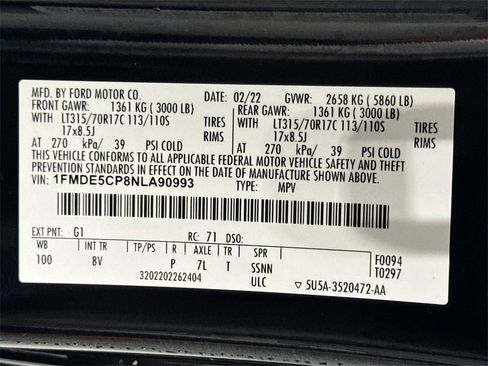 MFD. BY FORD MOTOR CO. DATE: 02/22 GVWR: 2658 KG ( 5860 LB)
FRONT GAWR: 1361 KG ( 3000 LB) REAR GAWR: 1361 KG ( 3000 LB)
WITH LT315/70R17C 113/110S TIRES WITH LT315/70R17C 113/110S TIRES
17x8.5J RIMS 17x8.5J RIMS
AT 270 kPa/ 39 PSI COLD AT 270 kPa/ 39 PSI COLD
THIS VEHICLE CONFORMS TO ALL APPLICABLE FEDERAL MOTOR VEHICLE SAFETY AND THEFT PREVENTION STANDARDS IN EFFECT ON THE
DATE OF MANUFACTURE SHOWN ABOVE.
VIN: 1FMDE5CP8NLA90993 TYPE: MPV
EXT PNT: G1 RC: 71 DSO:
WB INT TR TP/PS R AXLE TR SPR F0094
100 8V P 7L T SSNN T0297
3202202262404 ULC ▽ 5U5A-3520472-AA